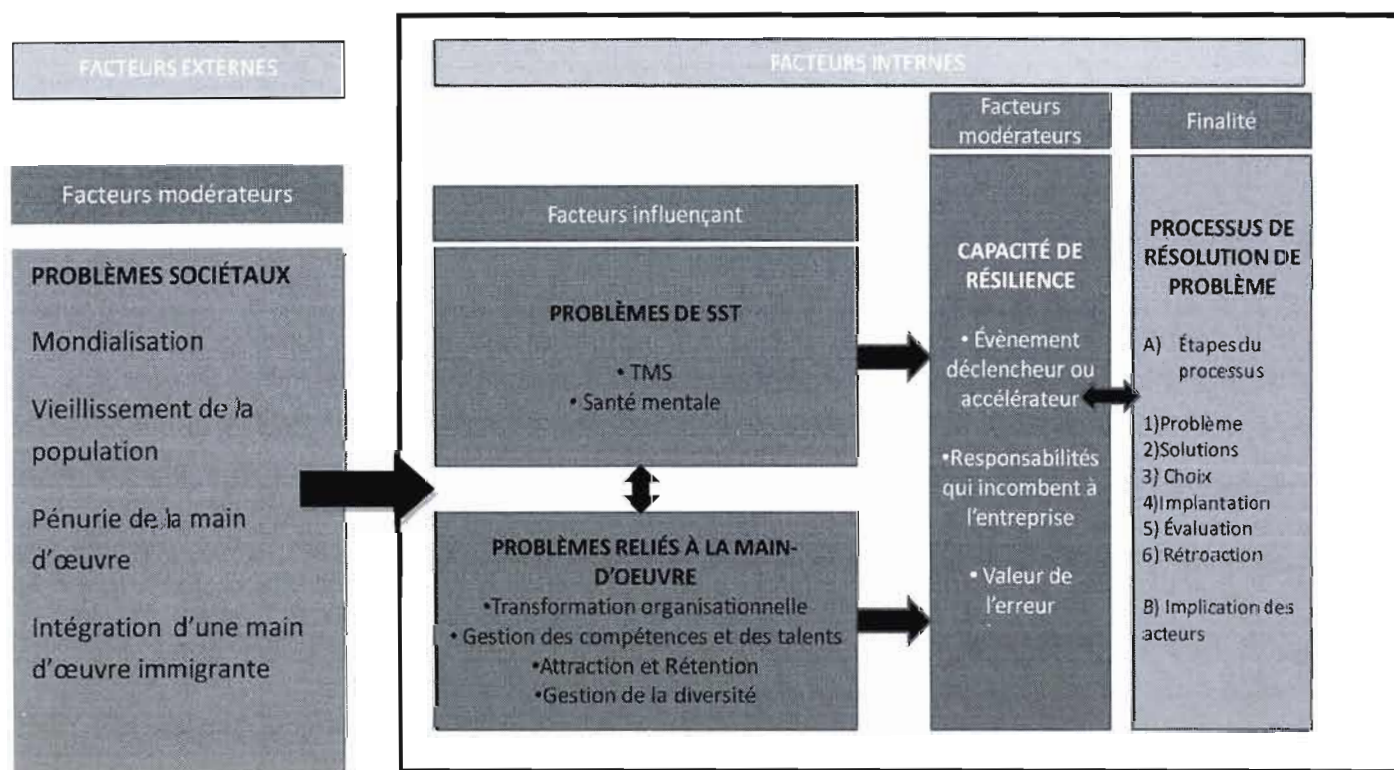 FACTEURS EXTERNES
Facteurs modérateurs
PROBLÈMES SOCIÉTAUX
Mondialisation
Vieillissement de la
population
Pénurie de la main
d'œuvre
Intégration d'une main
d'œuvre immigrante
FACTEURS INTERNES
Facteurs influençant
PROBLÈMES DE SST
• TMS
• Santé mentale
PROBLÈMES RELIÉS À LA MAIN-
D'OEUVRE
•Transformation organisationnelle
• Gestion des compétences et des talents
•Attraction et Rétention
•Gestion de la diversité
Facteurs
modérateurs
CAPACITÉ DE
RÉSILIENCE
• Évènement
déclencheur ou
accélérateur
•Responsabilités
qui incombent à
l'entreprise
• Valeur de
l'erreur
Finalité
PROCESSUS DE
RÉSOLUTION DE
PROBLÈME
A) Étapes du
processus
1)Problème
2)Solutions
3) Choix
4)Implantation
5) Évaluation
6) Rétroaction
B) Implication des
acteurs